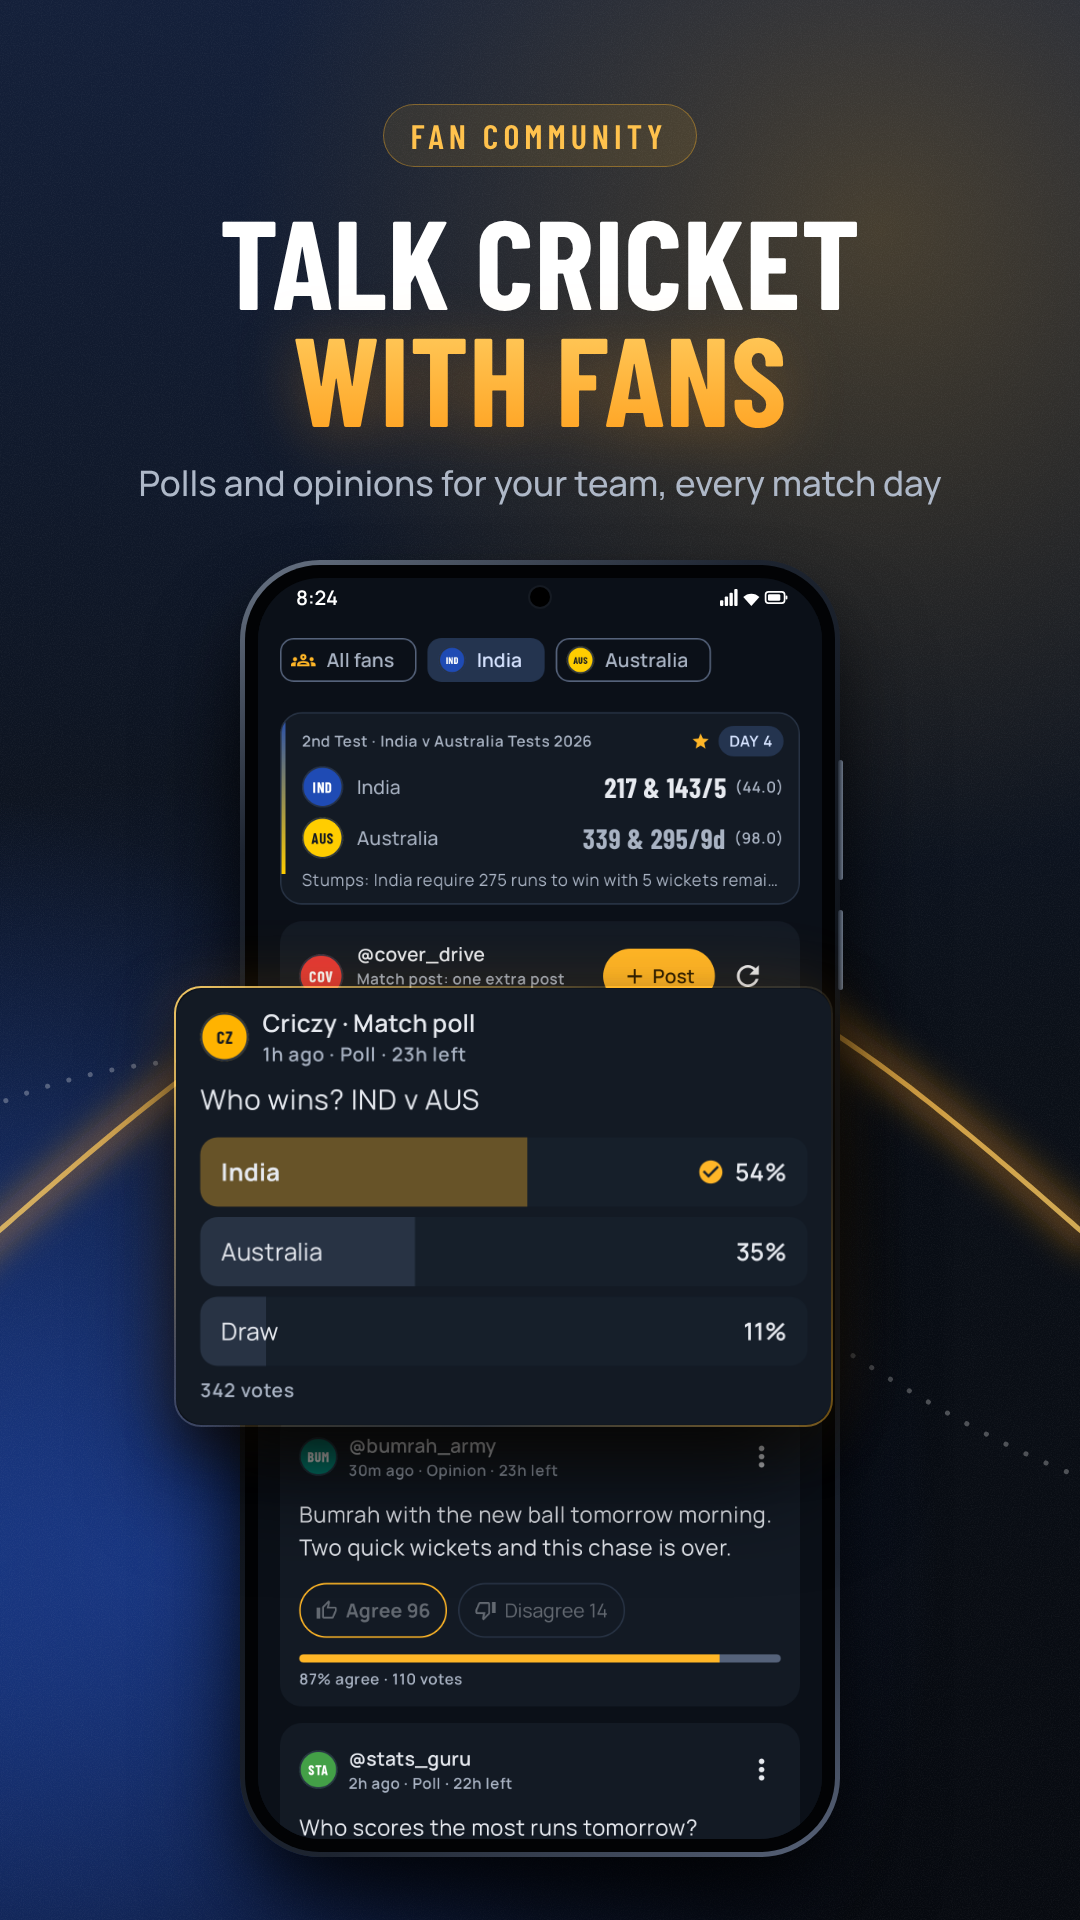 FAN COMMUNITY
TALK CRICKET
WITH FANS
Polls and opinions for your team, every match day
8:24
All fans
IND India
AUS Australia
2nd Test · India v Australia Tests 2026
DAY 4
IND India 217 & 143/5 (44.0)
AUS Australia 339 & 295/9d (98.0)
Stumps: India require 275 runs to win with 5 wickets remai...
COV @cover_drive
Match post: one extra post
+ Post
CZ Criczy · Match poll
1h ago · Poll · 23h left
Who wins? IND v AUS
India 54%
Australia 35%
Draw 11%
342 votes
BUM @bumrah_army
30m ago · Opinion · 23h left
Bumrah with the new ball tomorrow morning.
Two quick wickets and this chase is over.
Agree 96
Disagree 14
87% agree · 110 votes
STA @stats_guru
2h ago · Poll · 22h left
Who scores the most runs tomorrow?